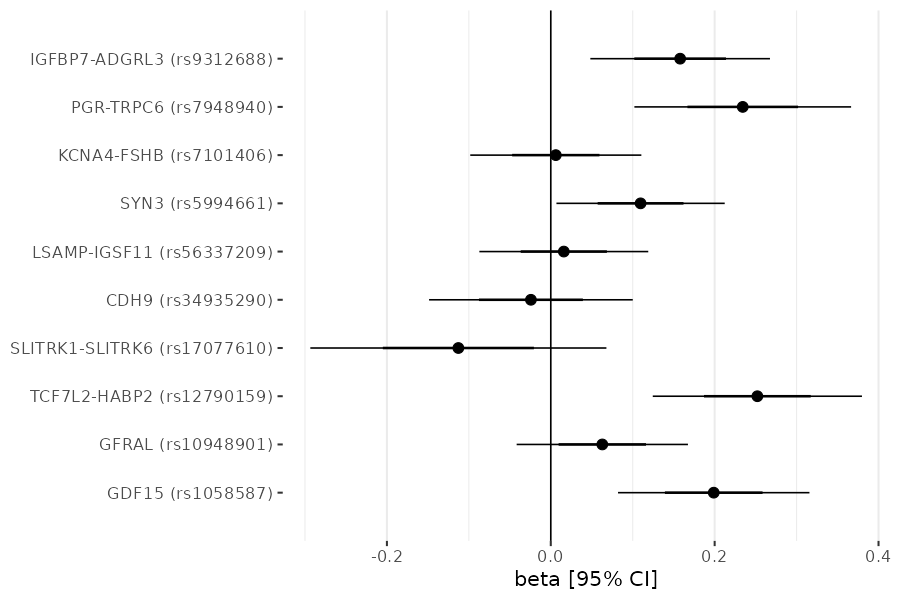 IGFBP7-ADGRL3 (rs9312688)
PGR-TRPC6 (rs7948940)
KCNA4-FSHB (rs7101406)
SYN3 (rs5994661)
LSAMP-IGSF11 (rs56337209)
CDH9 (rs34935290)
SLITRK1-SLITRK6 (rs17077610)
TCF7L2-HABP2 (rs12790159)
GFRAL (rs10948901)
GDF15 (rs1058587)
-0.2 0.0 0.2 0.4
beta [95% CI]